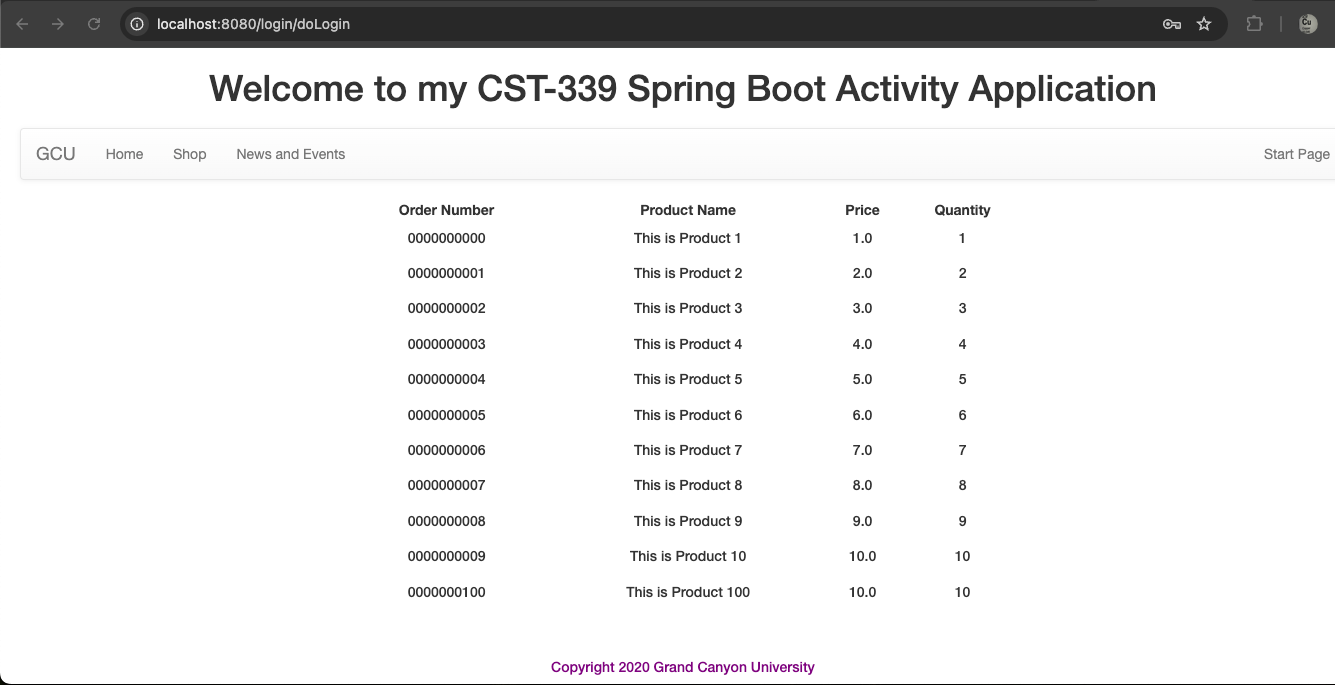 localhost:8080/login/doLogin
Welcome to my CST-339 Spring Boot Activity Application
GCU Home Shop News and Events Start Page
Order Number Product Name Price Quantity
0000000000 This is Product 1 1.0 1
0000000001 This is Product 2 2.0 2
0000000002 This is Product 3 3.0 3
0000000003 This is Product 4 4.0 4
0000000004 This is Product 5 5.0 5
0000000005 This is Product 6 6.0 6
0000000006 This is Product 7 7.0 7
0000000007 This is Product 8 8.0 8
0000000008 This is Product 9 9.0 9
0000000009 This is Product 10 10.0 10
0000000100 This is Product 100 10.0 10
Copyright 2020 Grand Canyon University